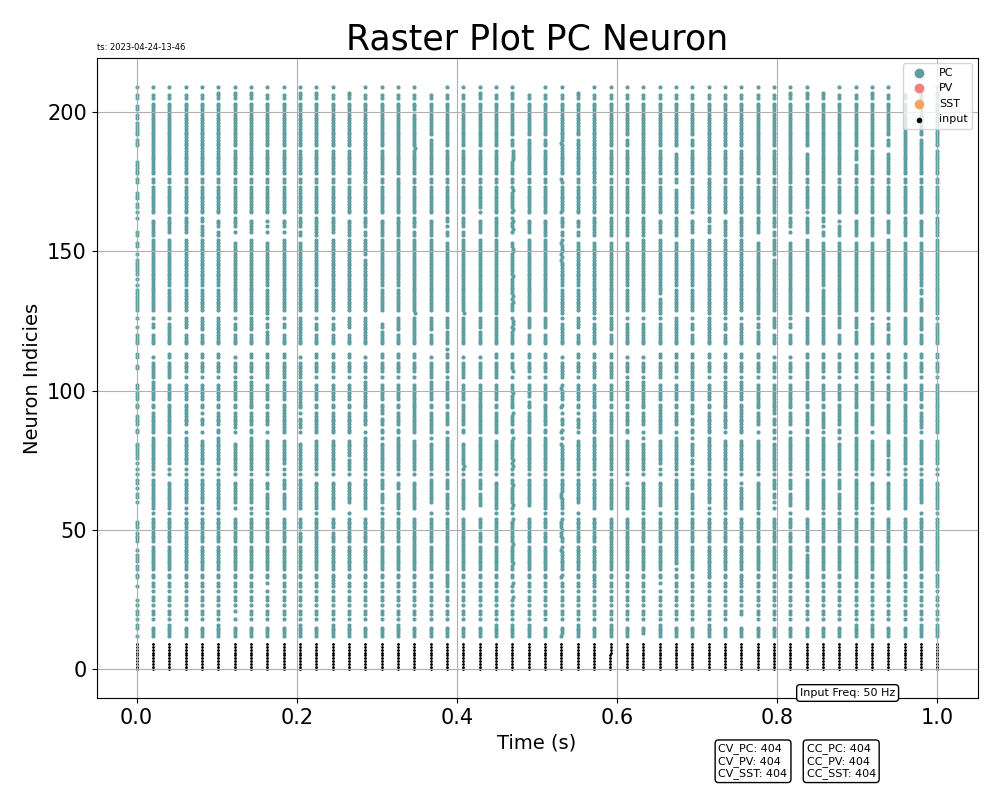 Raster Plot PC Neuron
ts: 2023-04-24-13-46
PC
PV
SST
input
200
150
100
50
0
Neuron Indicies
Input Freq: 50 Hz
0.0 0.2 0.4 0.6 0.8 1.0
Time (s)
CV_PC: 404
CV_PV: 404
CV_SST: 404
CC_PC: 404
CC_PV: 404
CC_SST: 404